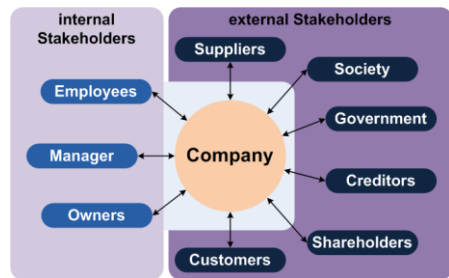 internal
Stakeholders
external Stakeholders
Suppliers
Society
Employees
Government
Manager
Company
Creditors
Owners
Shareholders
Customers